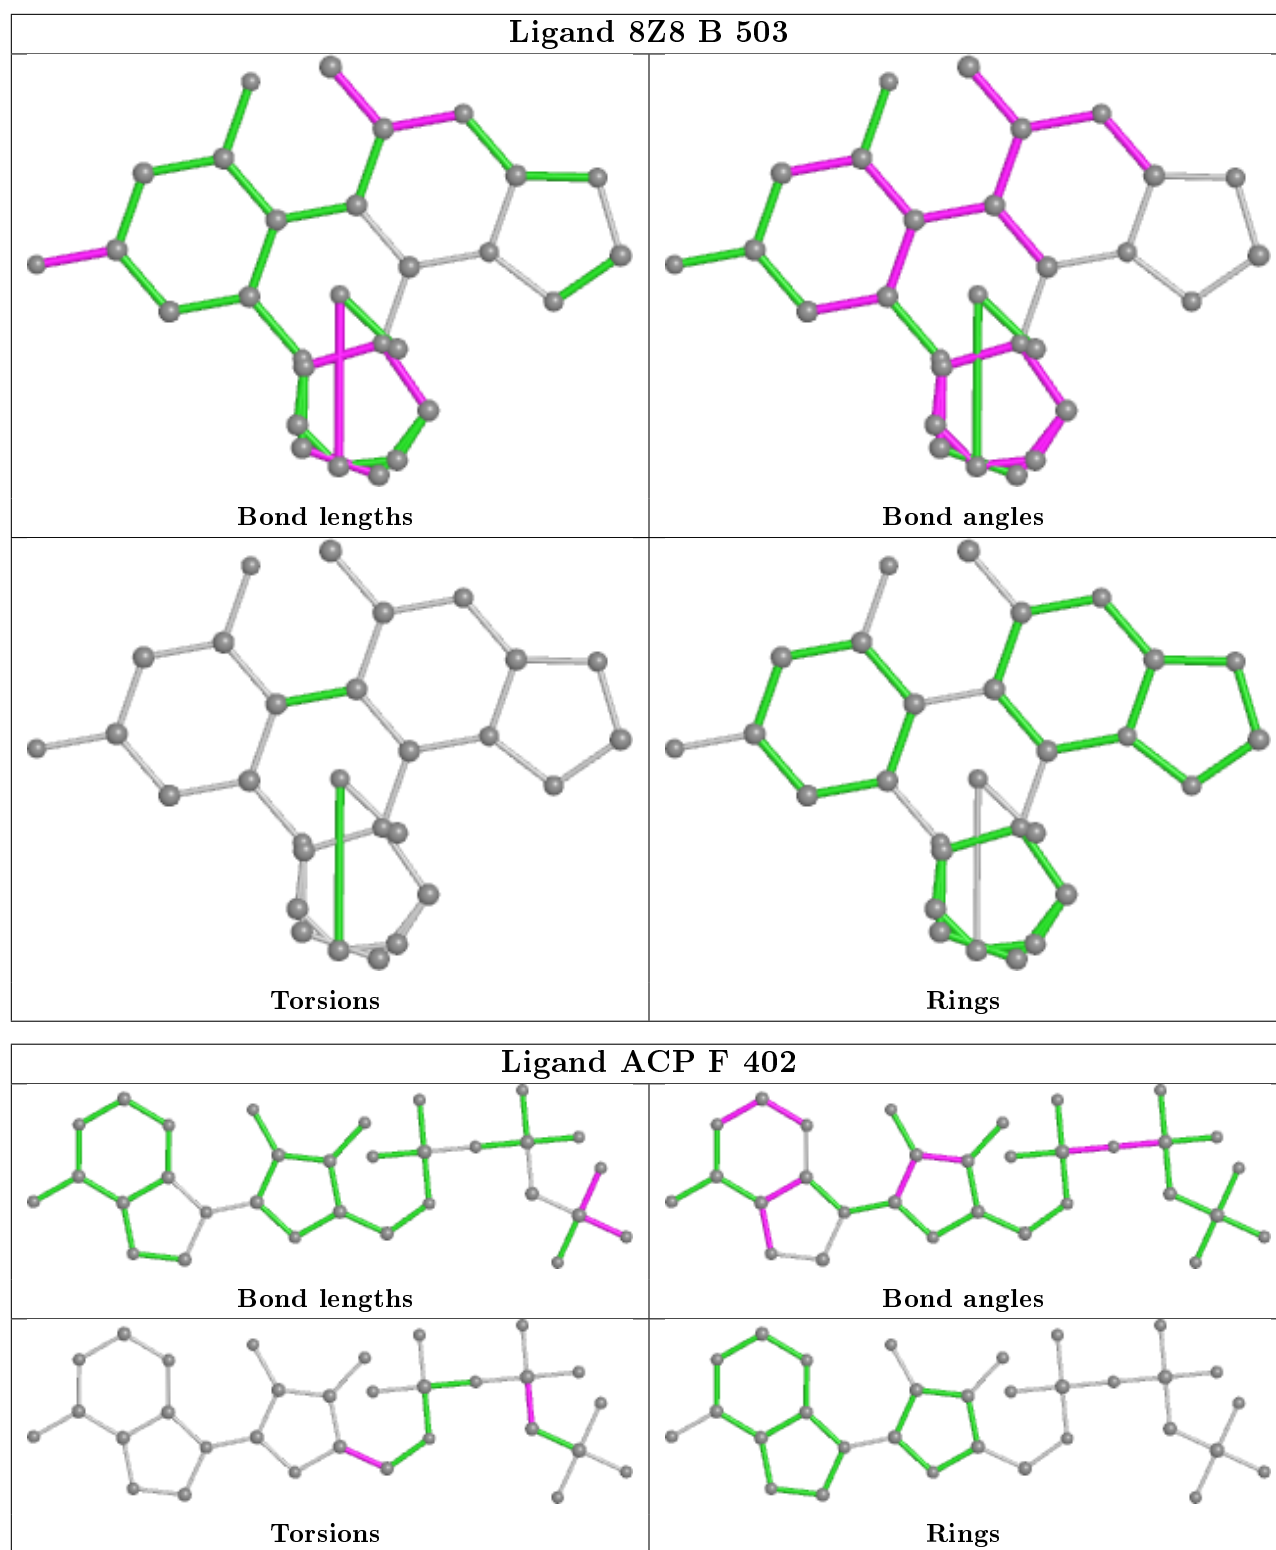 Ligand 8Z8 B 503
Bond lengths
Bond angles
Torsions
Rings
Ligand ACP F 402
Bond lengths
Bond angles
Torsions
Rings